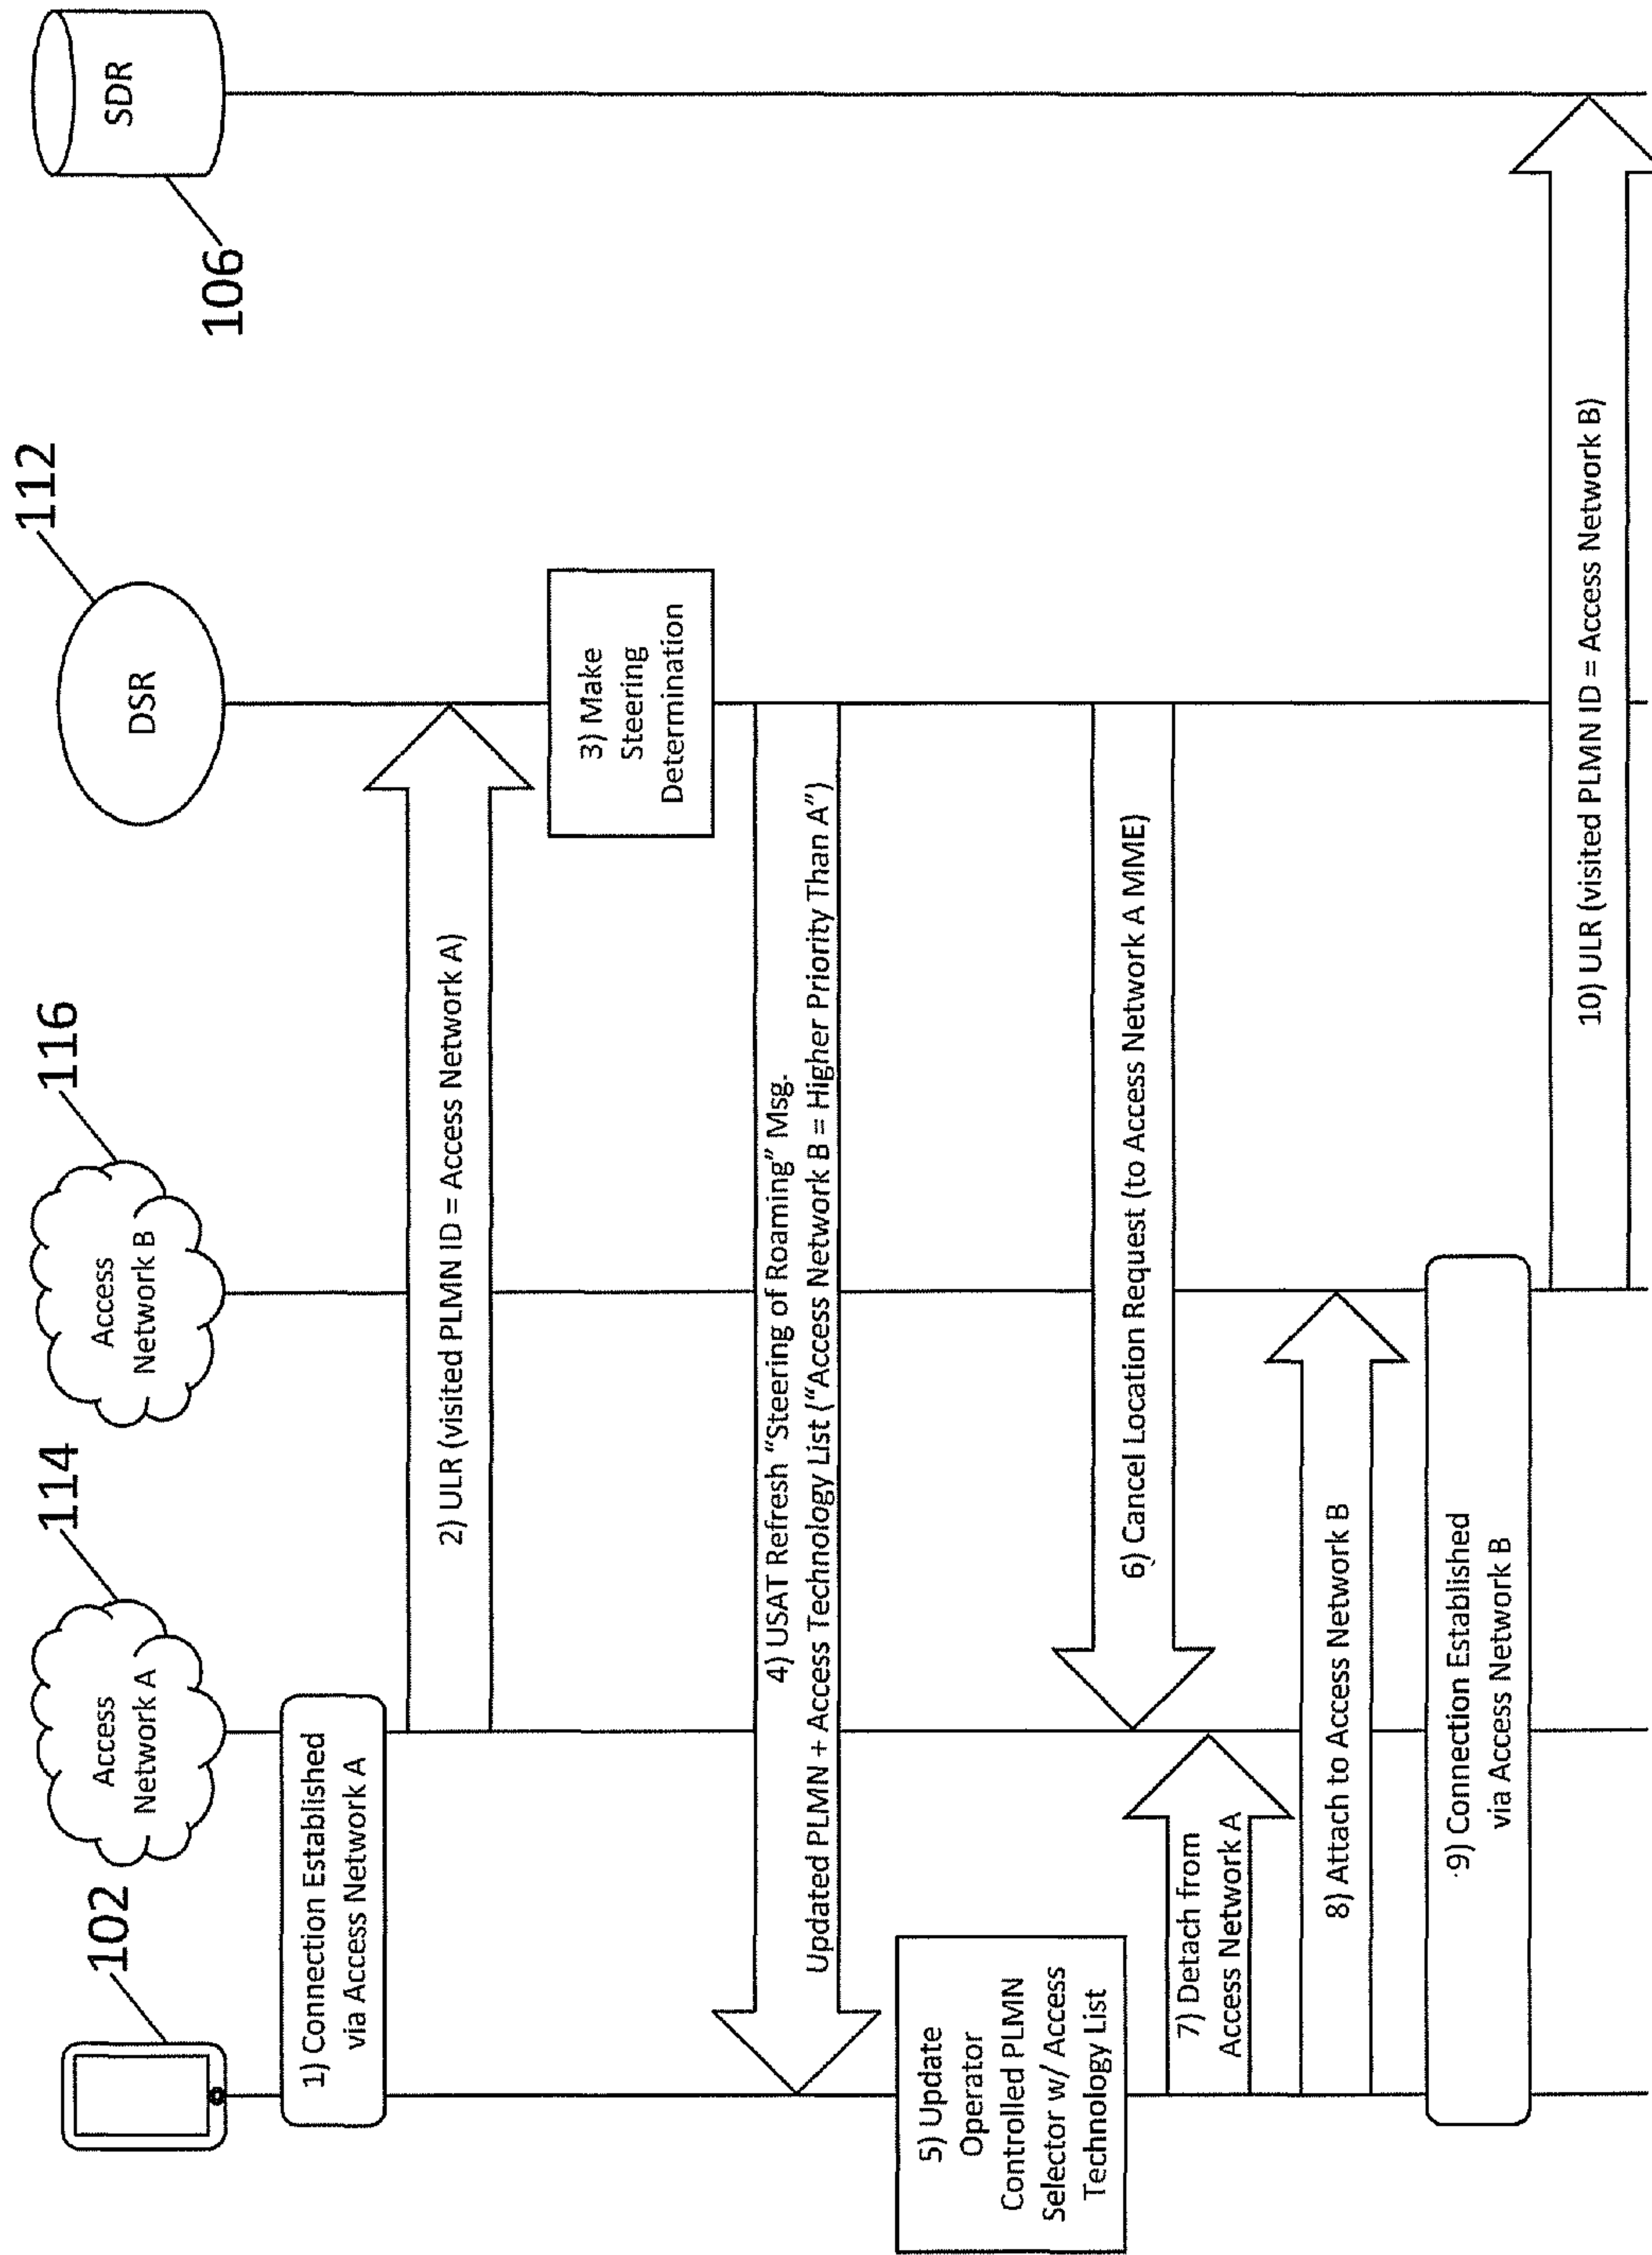 102
114
Access
Network A
116
Access
Network B
112
DSR
106
SDR
1) Connection Established
via Access Network A
2) ULR (visited PLMN ID = Access Network A)
3) Make
Steering
Determination
4) USAT Refresh “Steering of Roaming” Msg.
Updated PLMN + Access Technology List (“Access Network B = Higher Priority Than A”)
5) Update
Operator
Controlled PLMN
Selector w/ Access
Technology List
6) Cancel Location Request (to Access Network A MME)
7) Detach from
Access Network A
8) Attach to Access Network B
9) Connection Established
via Access Network B
10) ULR (visited PLMN ID = Access Network B)